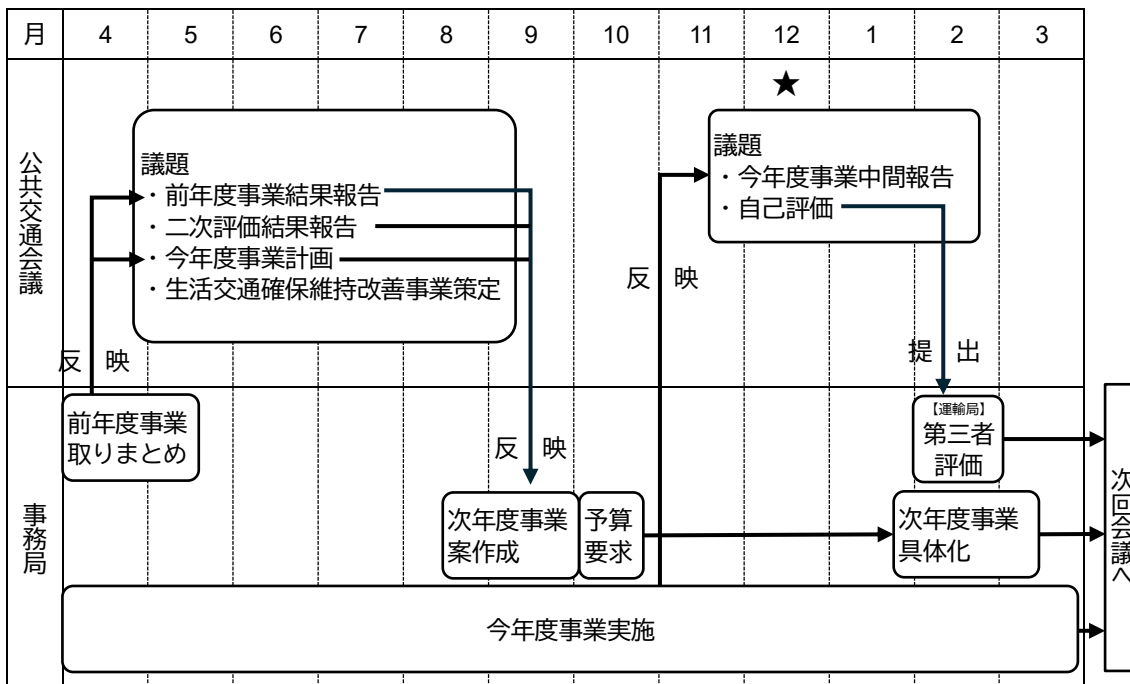 月 4 5 6 7 8 9 10 11 12 1 2 3
公共交通会議
★
議題
・前年度事業結果報告
・二次評価結果報告
・今年度事業計画
・生活交通確保維持改善事業策定
議題
・今年度事業中間報告
・自己評価
反映
反映
提出
反映
事務局
前年度事業
取りまとめ
【運輸局】
第三者
評価
次年度事業
案作成
予算
要求
次年度事業
具体化
今年度事業実施
次回会議へ